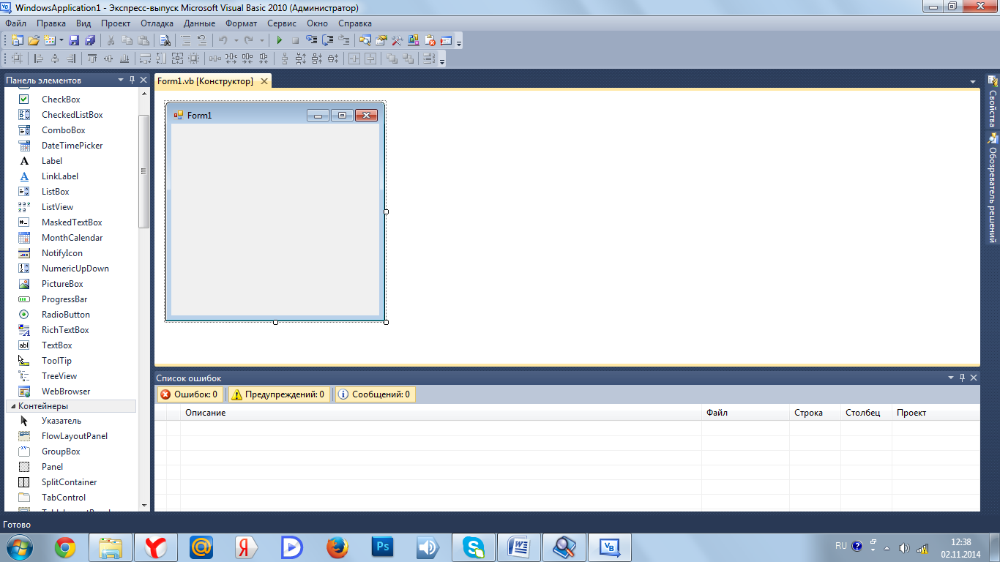 WindowsApplication1 - Экспресс-выпуск Microsoft Visual Basic 2010 (Администратор)
Файл Правка Вид Проект Отладка Данные Формат Сервис Окно Справка
Панель элементов
CheckBox
CheckedListBox
ComboBox
DateTimePicker
Label
LinkLabel
ListBox
ListView
MaskedTextBox
MonthCalendar
NotifyIcon
NumericUpDown
PictureBox
ProgressBar
RadioButton
RichTextBox
TextBox
ToolTip
TreeView
WebBrowser
Контейнеры
Указатель
FlowLayoutPanel
GroupBox
Panel
SplitContainer
TabControl
Form1.vb [Конструктор]
Form1
Свойства
Обозреватель решений
Список ошибок
Ошибок: 0 Предупреждений: 0 Сообщений: 0
Описание Файл Строка Столбец Проект
Готово
RU
12:38
02.11.2014